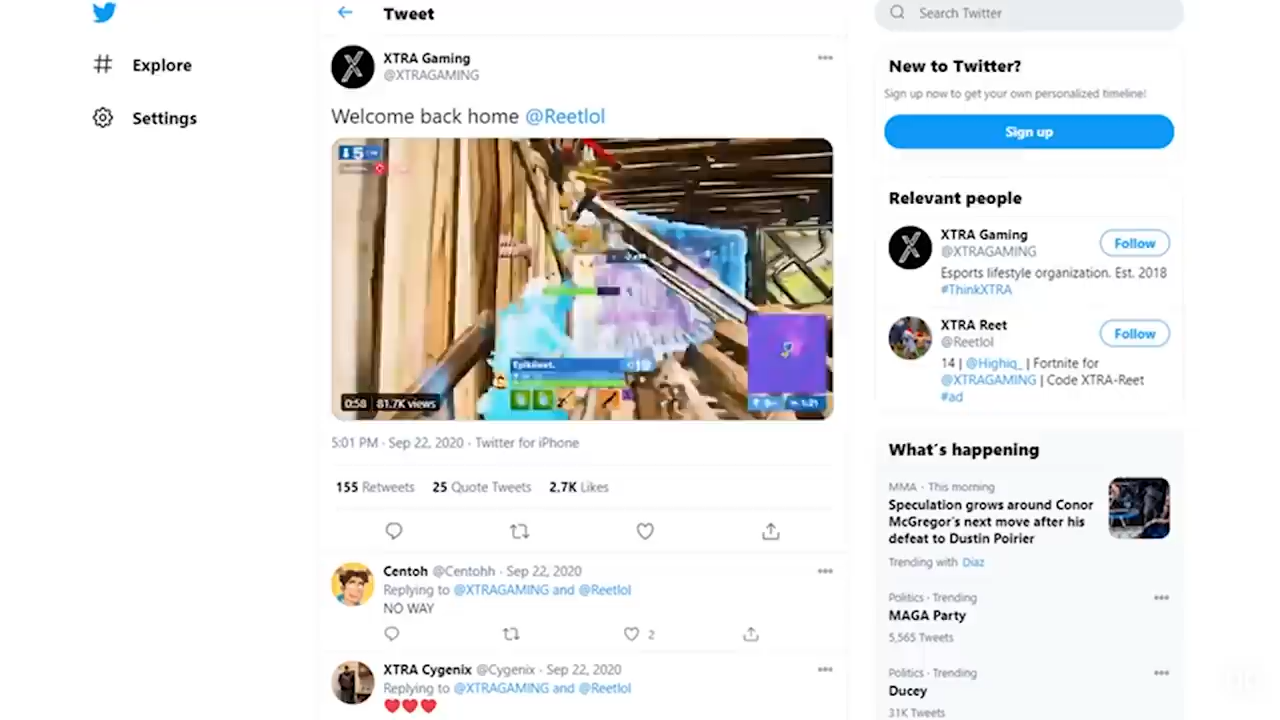 Tweet
Search Twitter
Explore
Settings
XTRA Gaming
@XTRAGAMING
Welcome back home @Reetlol
5
EpikReet.
0:58 81.7K views
1:21
5:01 PM · Sep 22, 2020 · Twitter for iPhone
155 Retweets 25 Quote Tweets 2.7K Likes
Centoh @Centohh · Sep 22, 2020
Replying to @XTRAGAMING and @Reetlol
NO WAY
2
XTRA Cygenix @Cygenix · Sep 22, 2020
Replying to @XTRAGAMING and @Reetlol
New to Twitter?
Sign up now to get your own personalized timeline!
Sign up
Relevant people
XTRA Gaming
@XTRAGAMING
Follow
Esports lifestyle organization. Est. 2018
#ThinkXTRA
XTRA Reet
@Reetlol
Follow
14 | @Highiq_ | Fortnite for
@XTRAGAMING | Code XTRA-Reet
#ad
What's happening
MMA · This morning
Speculation grows around Conor
McGregor's next move after his
defeat to Dustin Poirier
Trending with Diaz
Politics · Trending
MAGA Party
5,565 Tweets
Politics · Trending
Ducey
31K Tweets